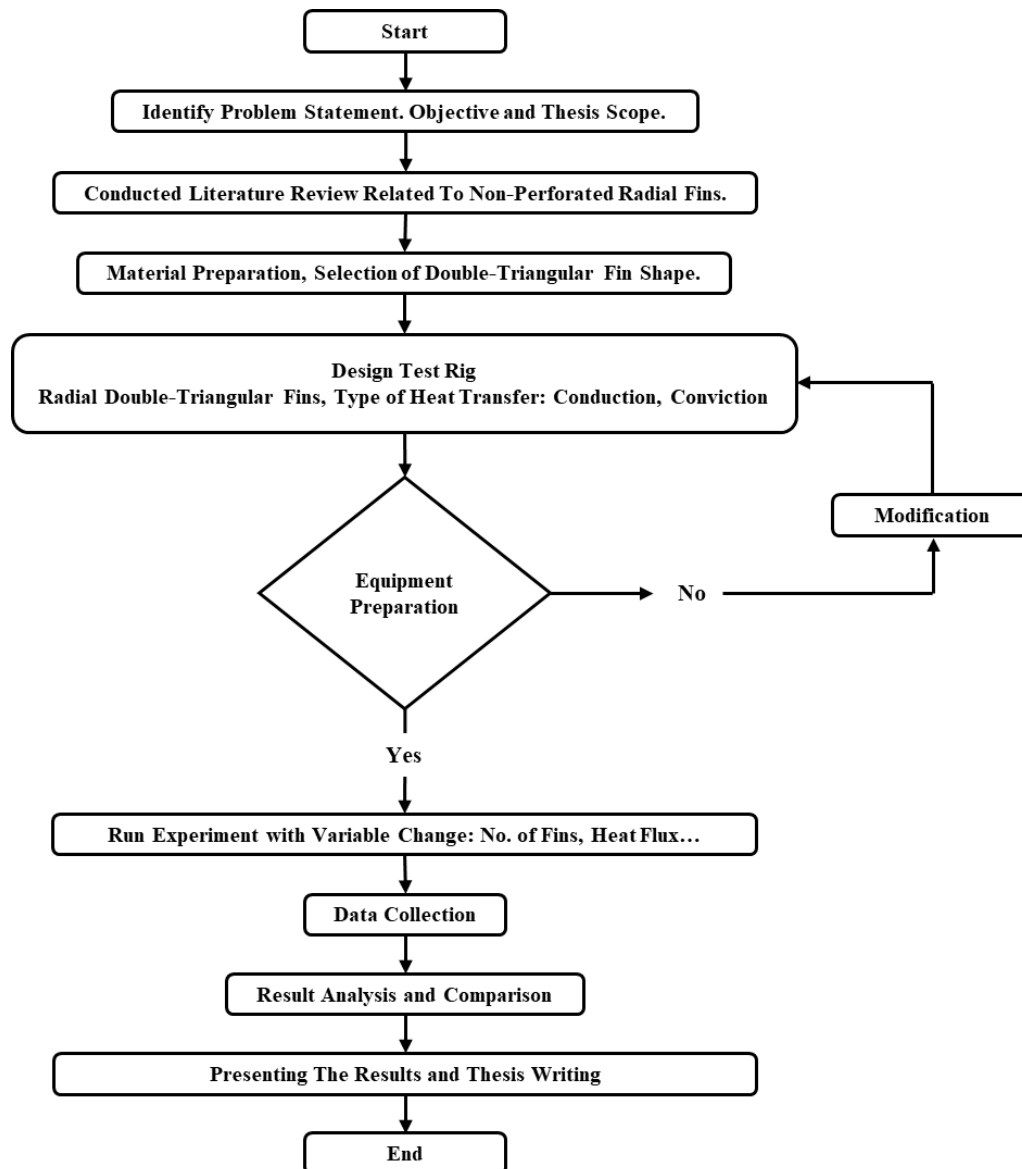 Start
Identify Problem Statement. Objective and Thesis Scope.
Conducted Literature Review Related To Non-Perforated Radial Fins.
Material Preparation, Selection of Double-Triangular Fin Shape.
Design Test Rig
Radial Double-Triangular Fins, Type of Heat Transfer: Conduction, Conviction
Modification
Equipment
Preparation
No
Yes
Run Experiment with Variable Change: No. of Fins, Heat Flux…
Data Collection
Result Analysis and Comparison
Presenting The Results and Thesis Writing
End